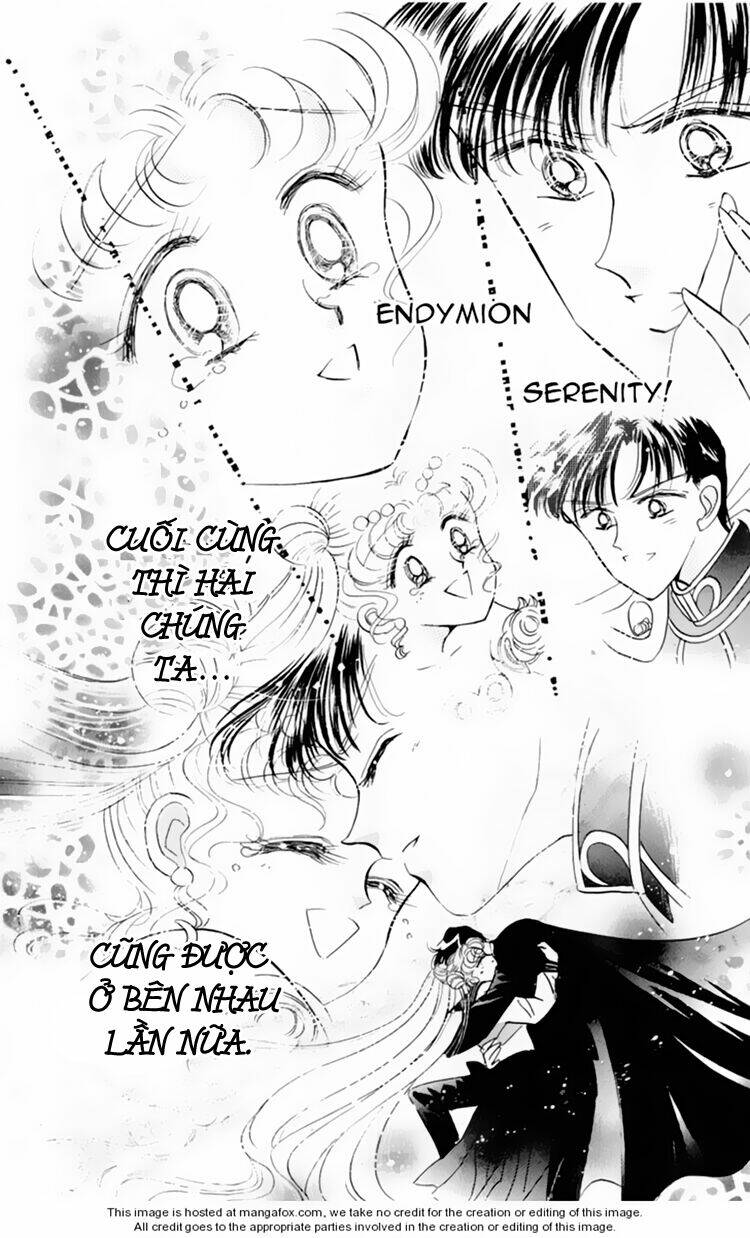 ENDYMION
SERENITY!
CUỐI CÙNG
THÌ HAI
CHÚNG
TA...
CŨNG ĐƯỢC
Ở BÊN NHAU
LẦN NỮA.
This image is hosted at mangafox.com, we take no credit for the creation or editing of this image.
All credit goes to the appropriate parties involved in the creation or editing of this image.